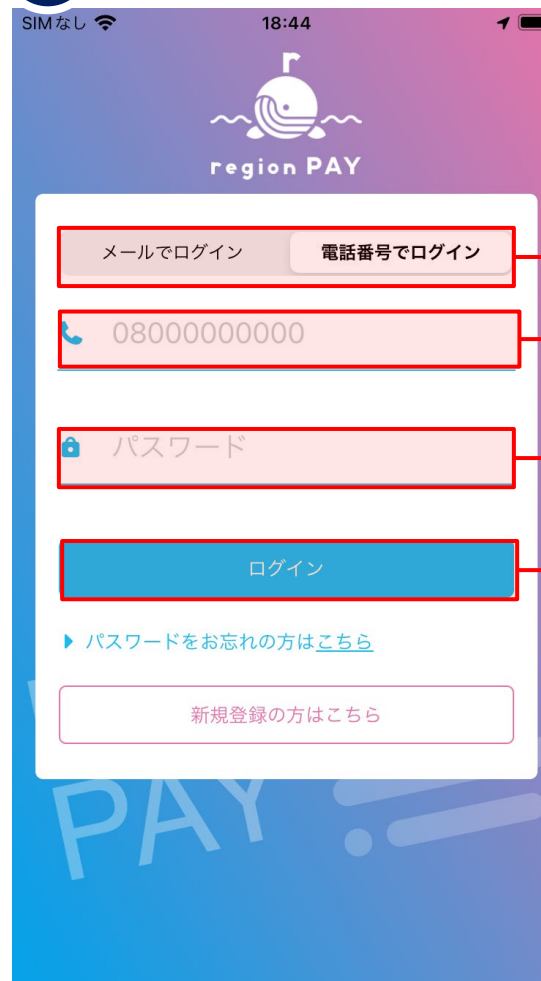 SIMなし 18:44
r
region PAY
メールでログイン 電話番号でログイン
08000000000
パスワード
ログイン
パスワードをお忘れの方はこちら
新規登録の方はこちら
PAY